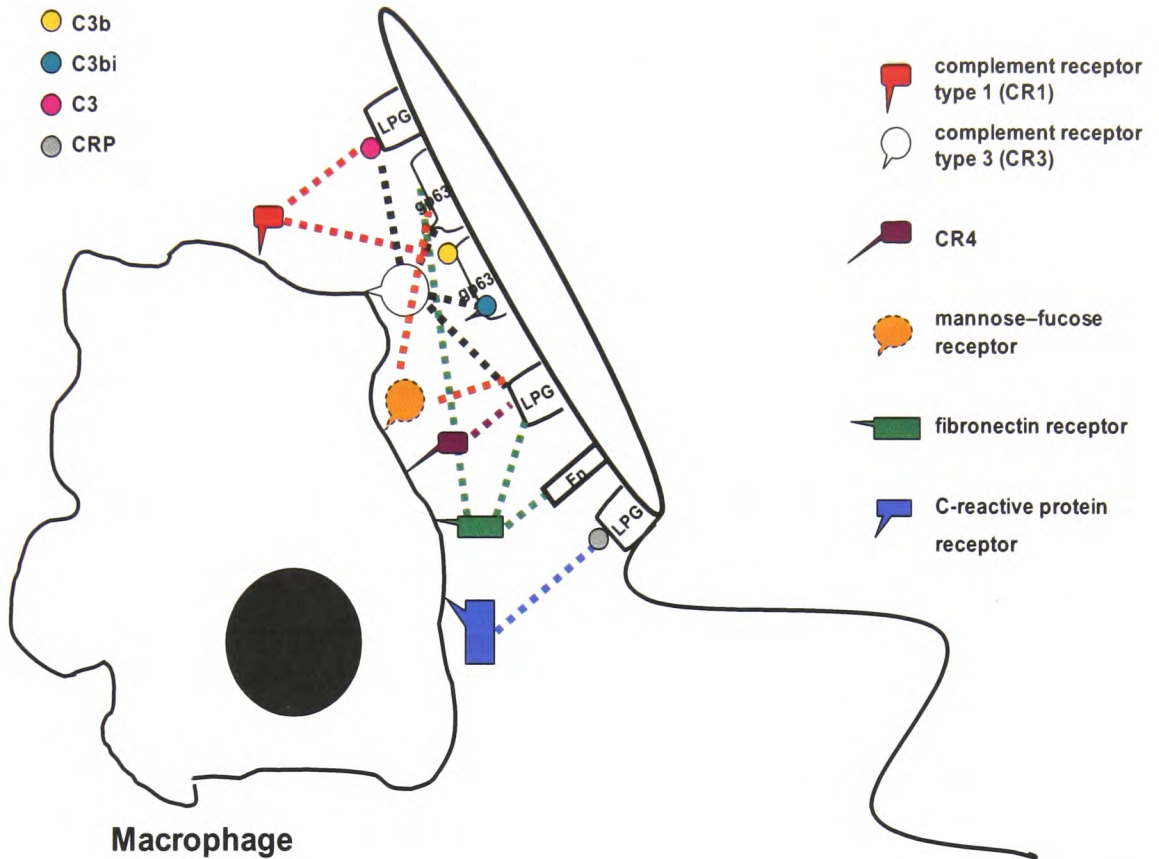 C3b
C3bi
C3
CRP
complement receptor
type 1 (CR1)
complement receptor
type 3 (CR3)
CR4
mannose–fucose
receptor
fibronectin receptor
C-reactive protein
receptor
LPG
gp63
gp63
LPG
Fn
LPG
Macrophage